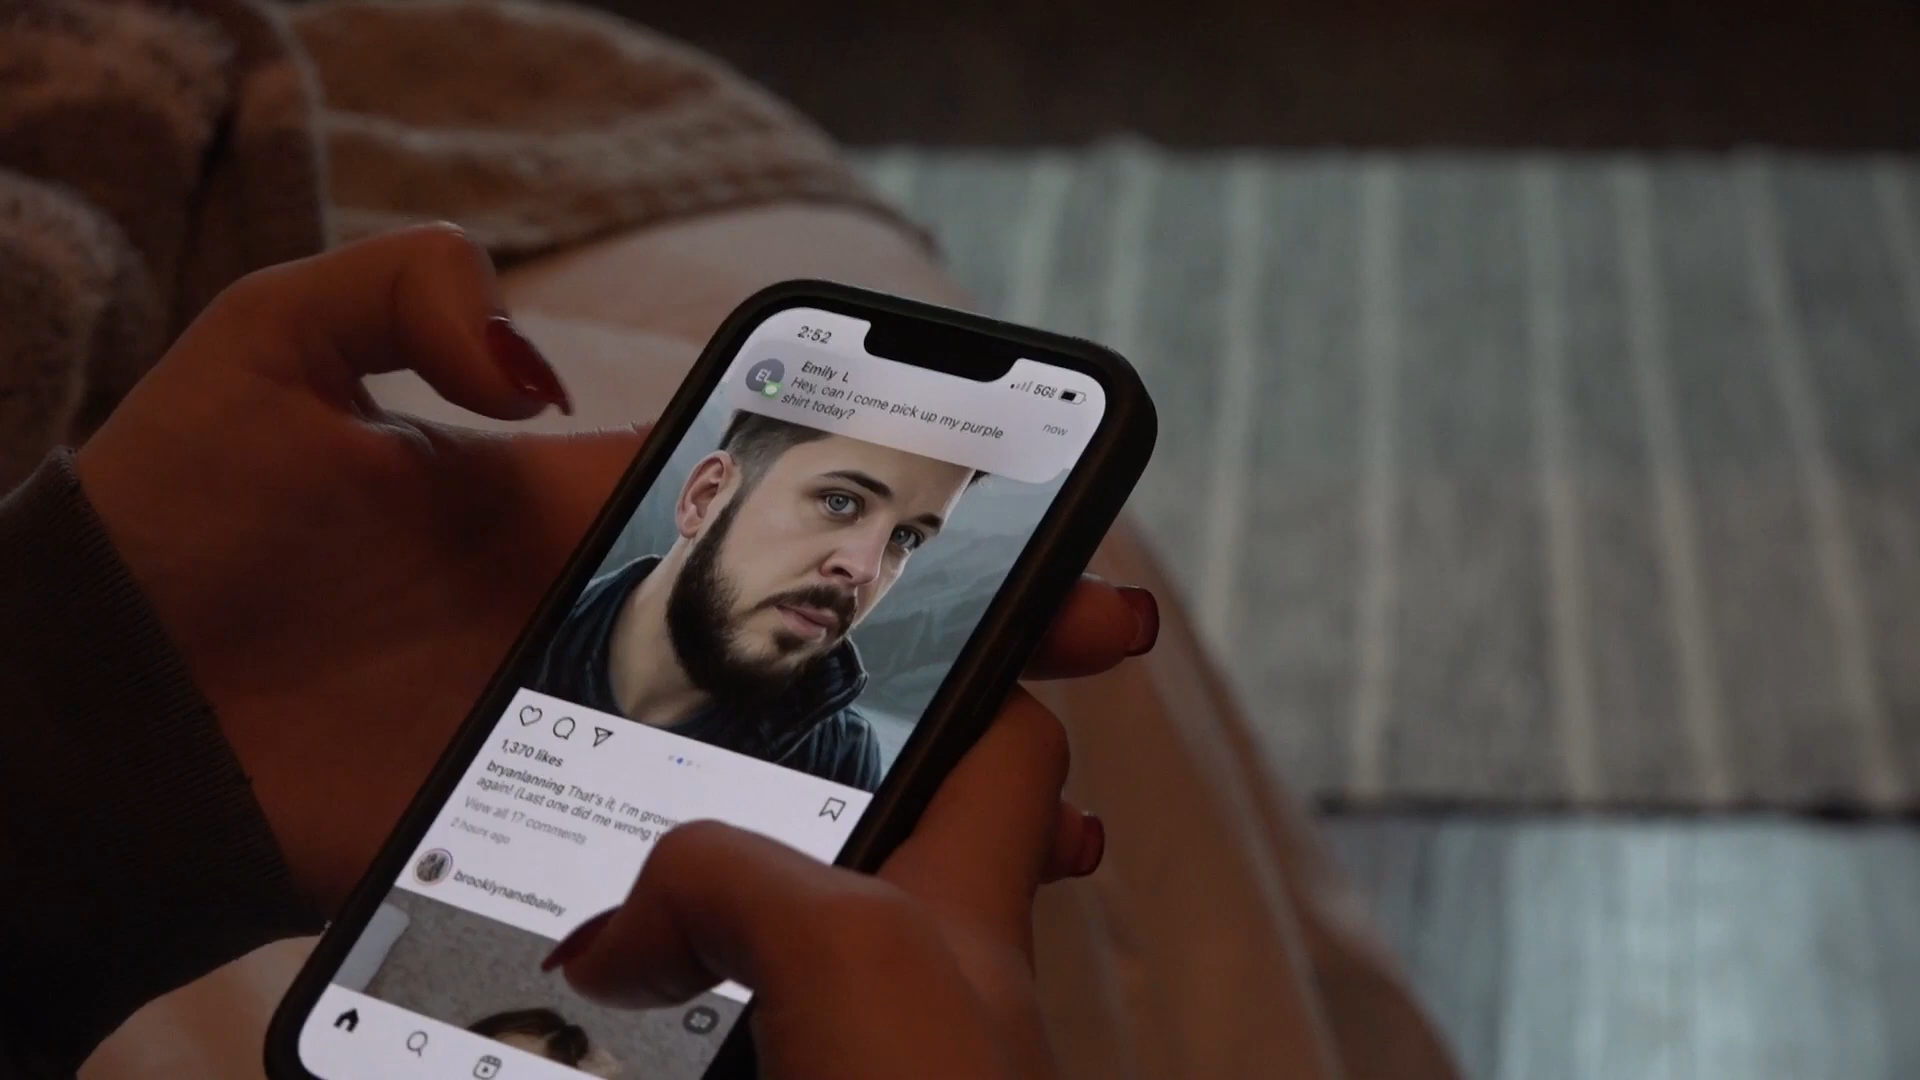 2:52
5GE
Emily L
Hey, can I come pick up my purple
shirt today?
now
EL
1,370 likes
bryanlanning That's it, I'm growing
again! (Last one did me wrong
View all 17 comments
2 hours ago
brooklynandbailey